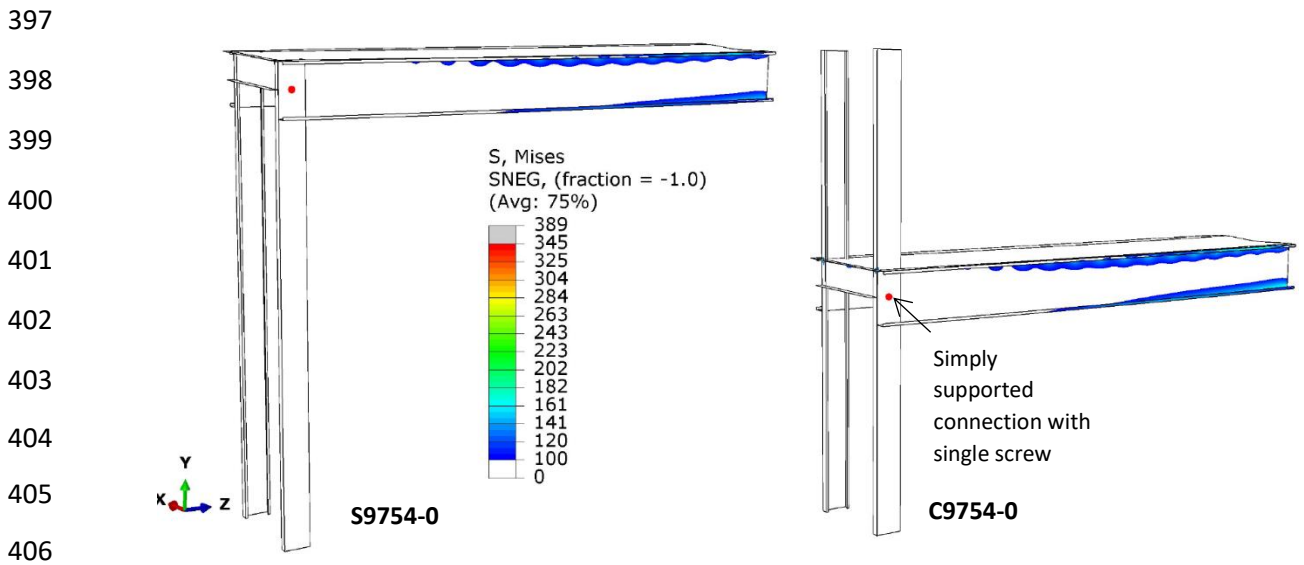 397
398
399
400
401
402
403
404
405
406
S, Mises
SNEG, (fraction = -1.0)
(Avg: 75%)
389
345
325
304
284
263
243
223
202
182
161
141
120
100
0
Y
X
Z
S9754-0
Simply
supported
connection with
single screw
C9754-0